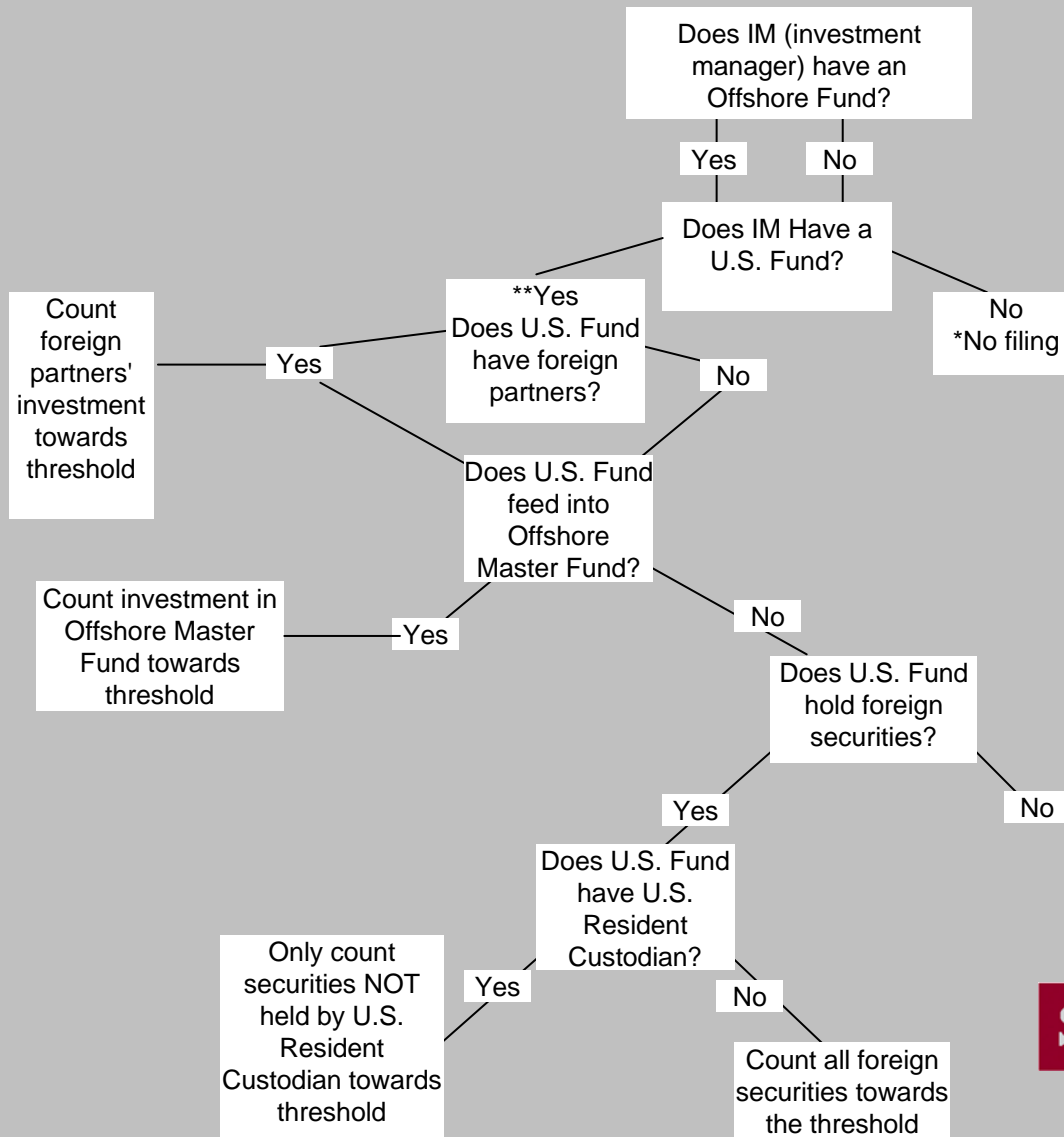 Does IM (investment
manager) have an
Offshore Fund?
Yes
No
Does IM Have a
U.S. Fund?
**Yes
Does U.S. Fund
have foreign
partners?
No
*No filing
Count
foreign
partners'
investment
towards
threshold
Yes
No
Does U.S. Fund
feed into
Offshore
Master Fund?
Count investment in
Offshore Master
Fund towards
threshold
Yes
No
Does U.S. Fund
hold foreign
securities?
Yes
No
Does U.S. Fund
have U.S.
Resident
Custodian?
Only count
securities NOT
held by U.S.
Resident
Custodian towards
threshold
Yes
No
Count all foreign
securities towards
the threshold